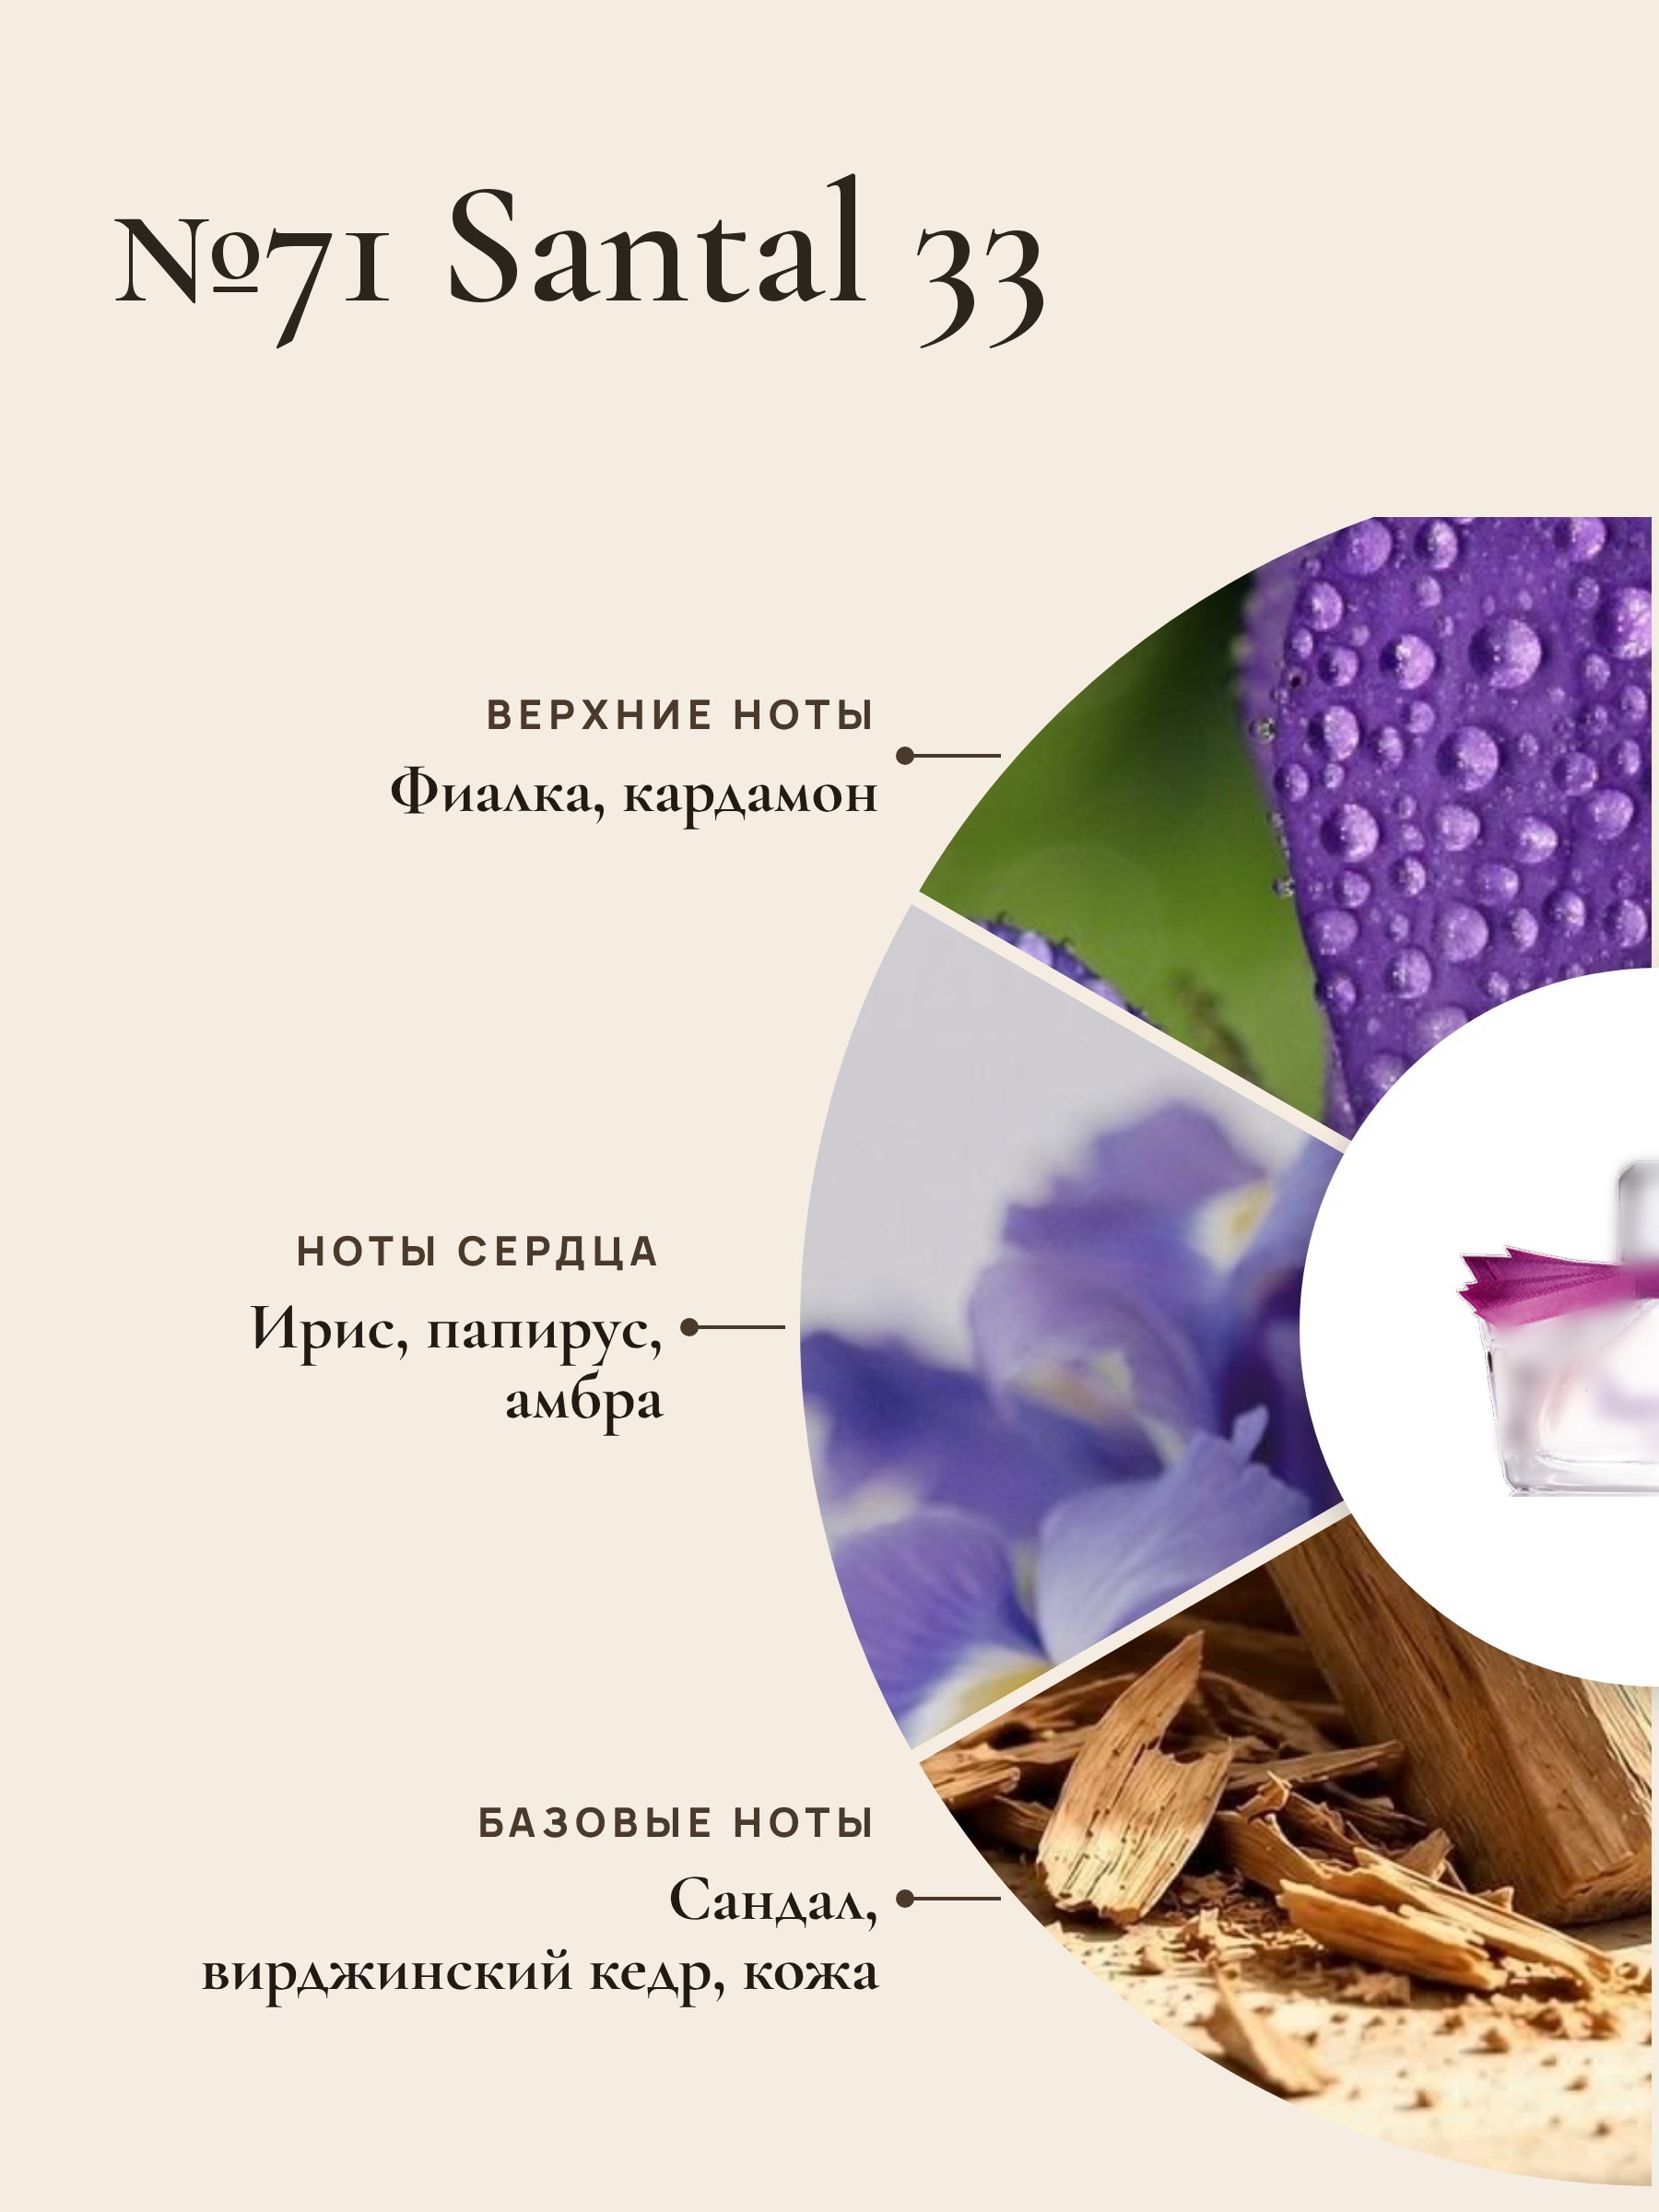 №71 Santal 33
ВЕРХНИЕ НОТЫ
Фиалка, кардамон
НОТЫ СЕРДЦА
Ирис, папирус,
амбра
БАЗОВЫЕ НОТЫ
Сандал,
вирджинский кедр, кожа